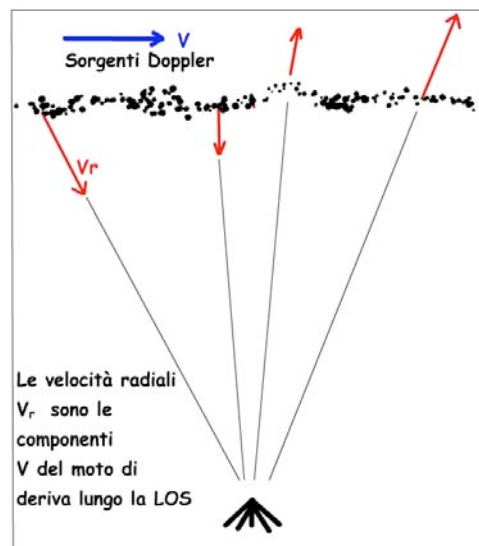 V
Sorgenti Doppler
Vr
Le velocità radiali
Vr sono le
componenti
V del moto di
deriva lungo la LOS